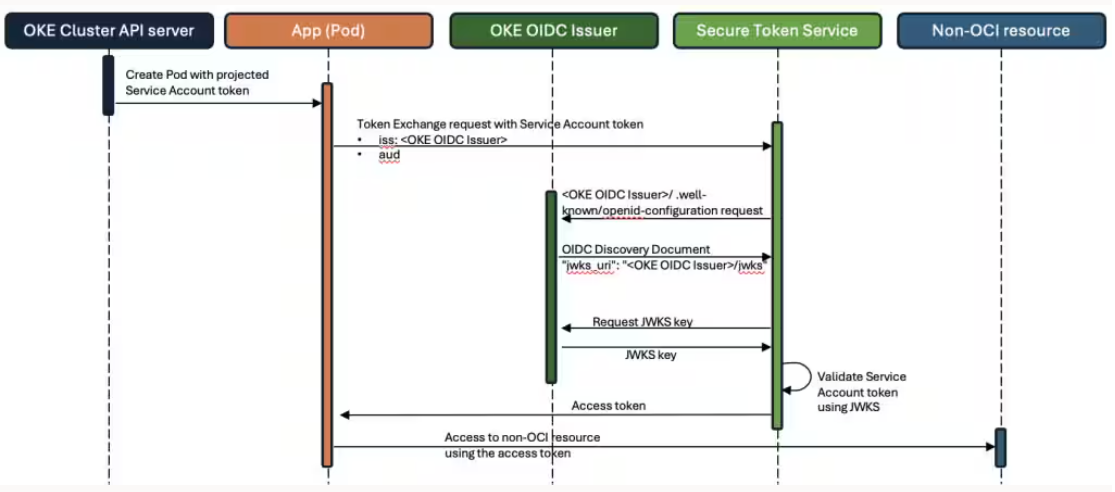 OKE Cluster API server
App (Pod)
OKE OIDC Issuer
Secure Token Service
Non-OCI resource
Create Pod with projected
Service Account token
Token Exchange request with Service Account token
• iss: <OKE OIDC Issuer>
• aud
<OKE OIDC Issuer>/ .well-
known/openid-configuration request
OIDC Discovery Document
"jwks_uri": "<OKE OIDC Issuer>/jwks"
Request JWKS key
JWKS key
Validate Service
Account token
using JWKS
Access token
Access to non-OCI resource
using the access token